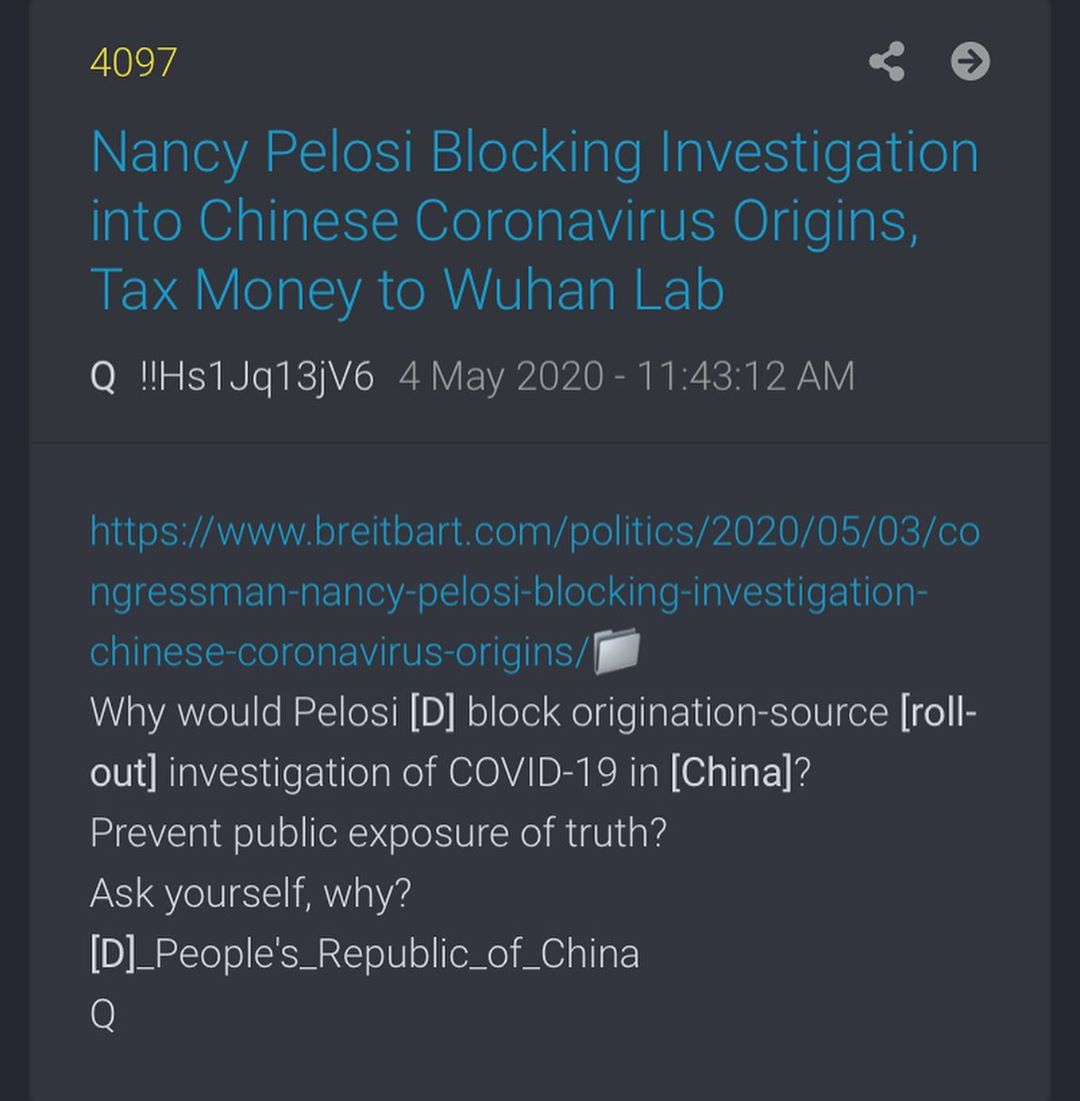 4097
Nancy Pelosi Blocking Investigation
into Chinese Coronavirus Origins,
Tax Money to Wuhan Lab
Q !!Hs1Jq13jV6 4 May 2020 - 11:43:12 AM
https://www.breitbart.com/politics/2020/05/03/co
ngressman-nancy-pelosi-blocking-investigation-
chinese-coronavirus-origins/
Why would Pelosi [D] block origination-source [roll-
out] investigation of COVID-19 in [China]?
Prevent public exposure of truth?
Ask yourself, why?
[D]_People's_Republic_of_China
Q